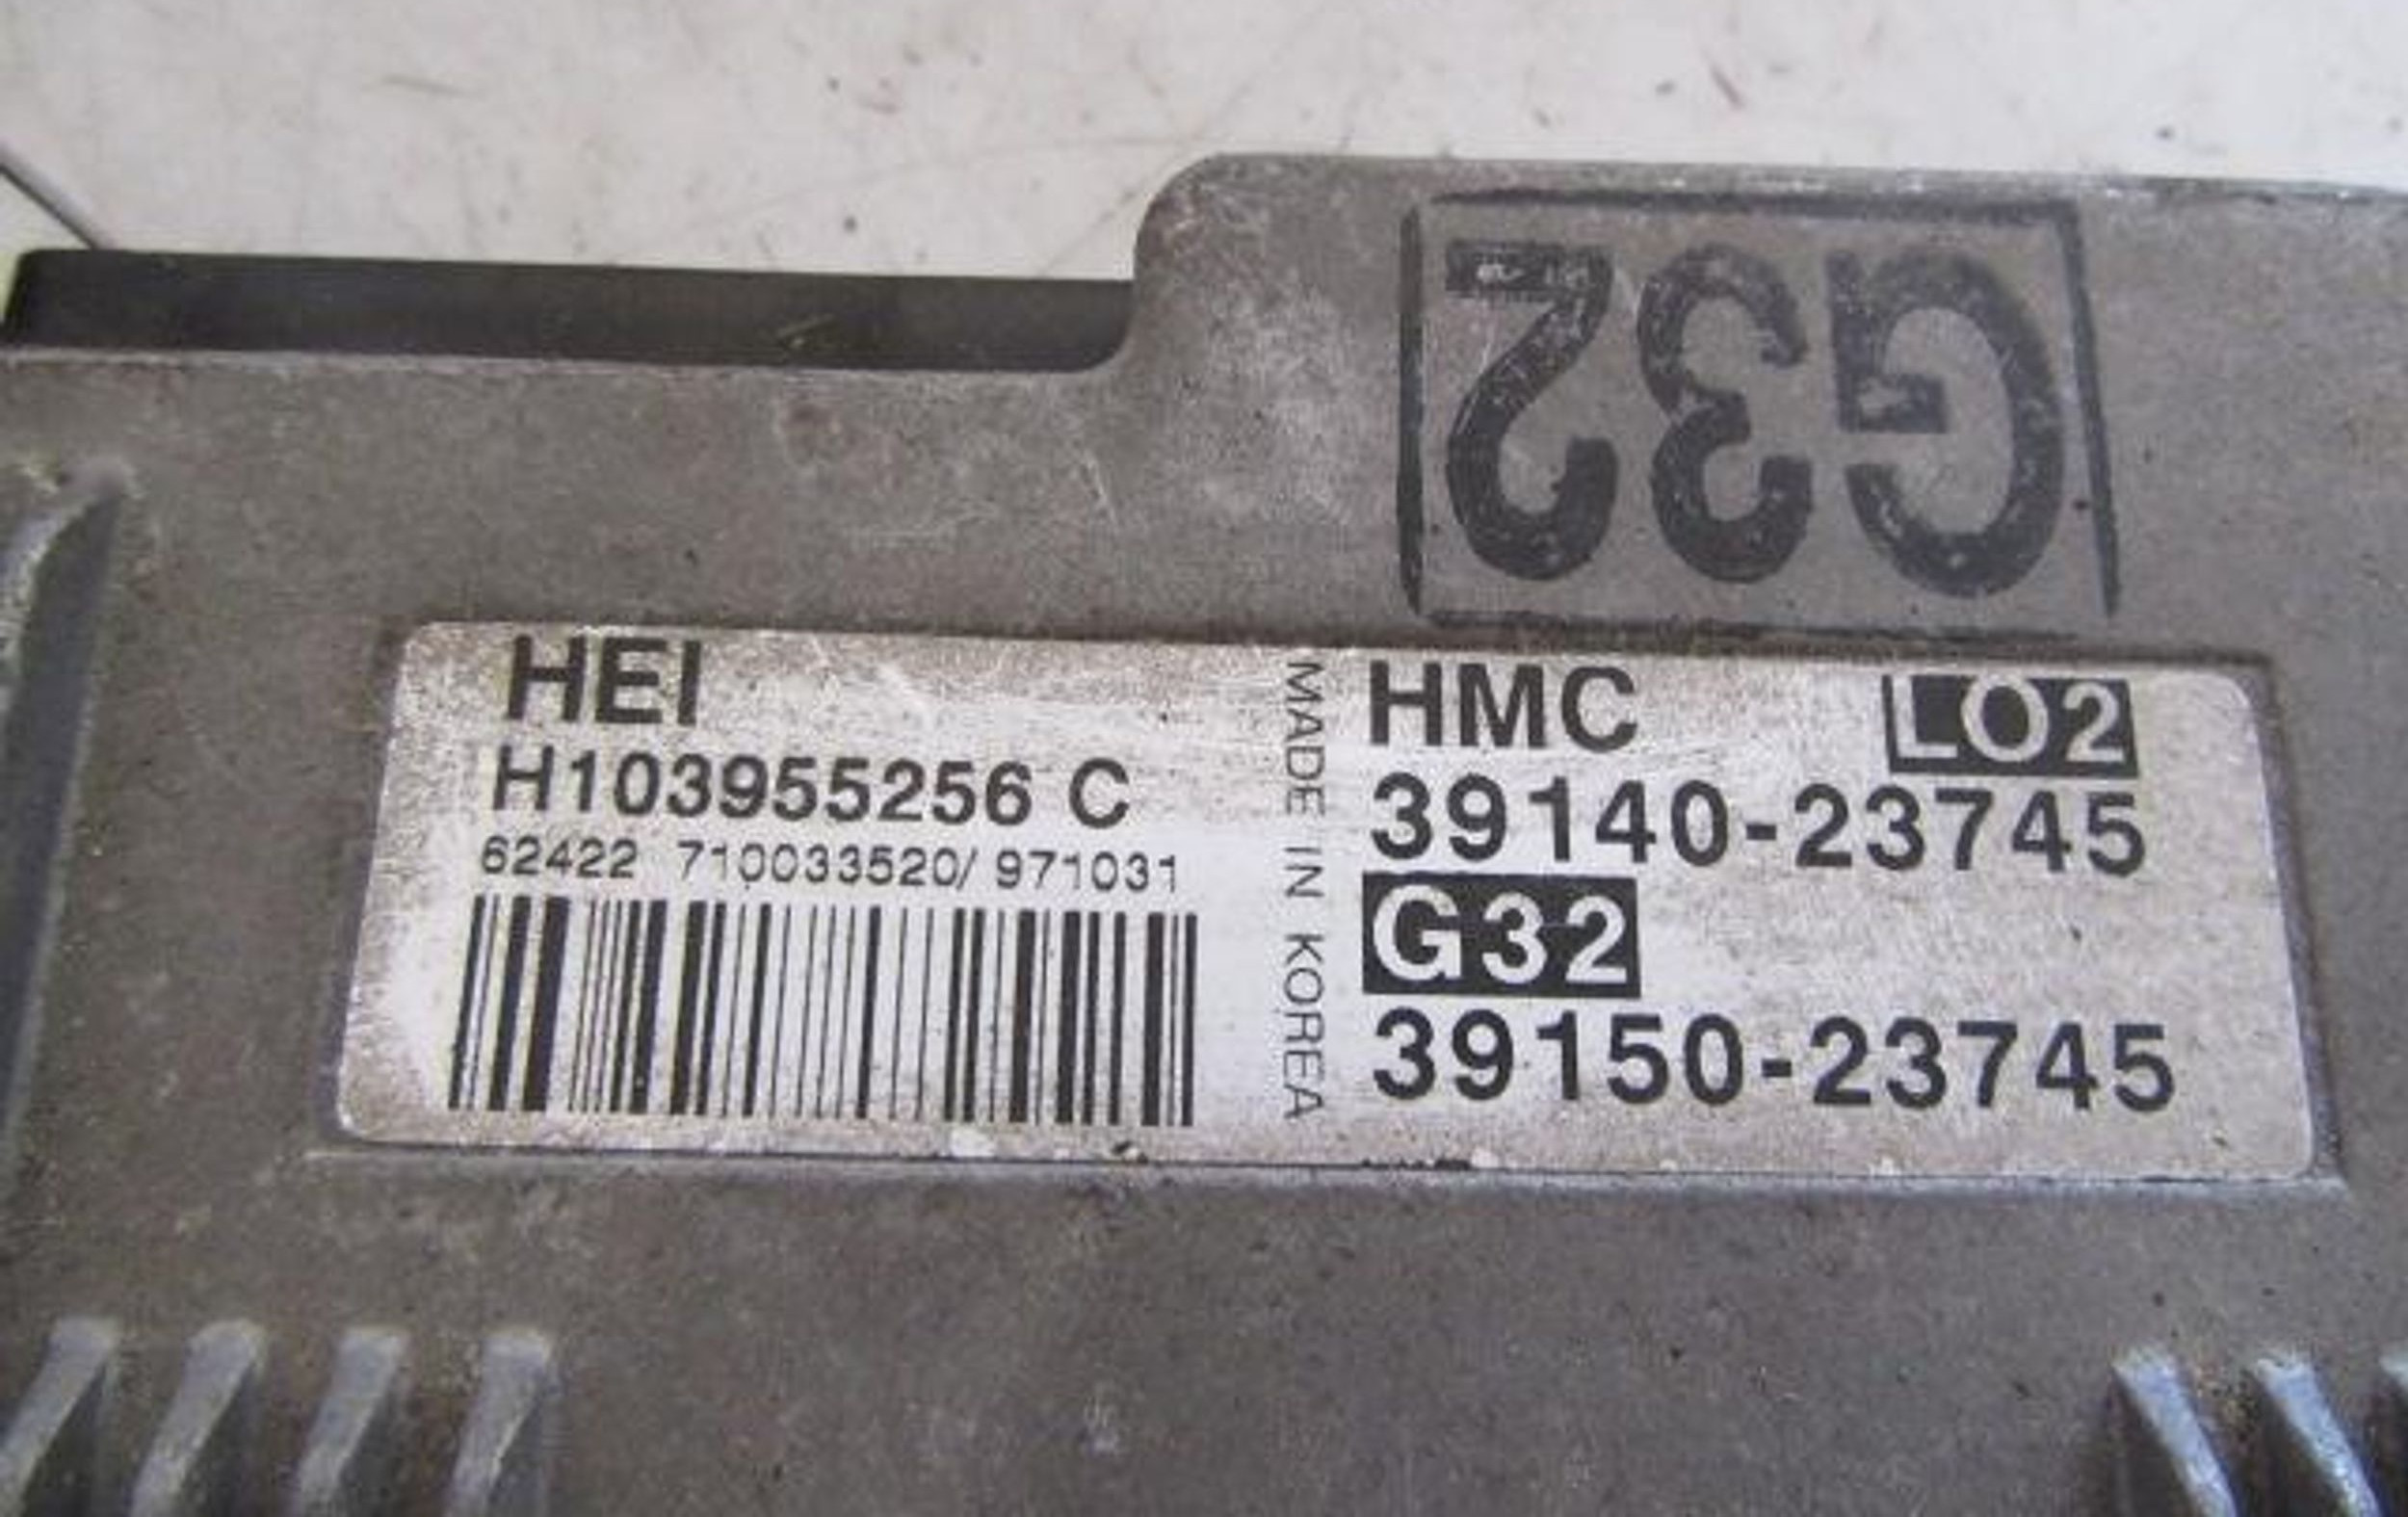 G32
HEI
H103955256 C
62422 710033520/ 971031
MADE IN KOREA
HMC LO2
39140-23745
G32
39150-23745